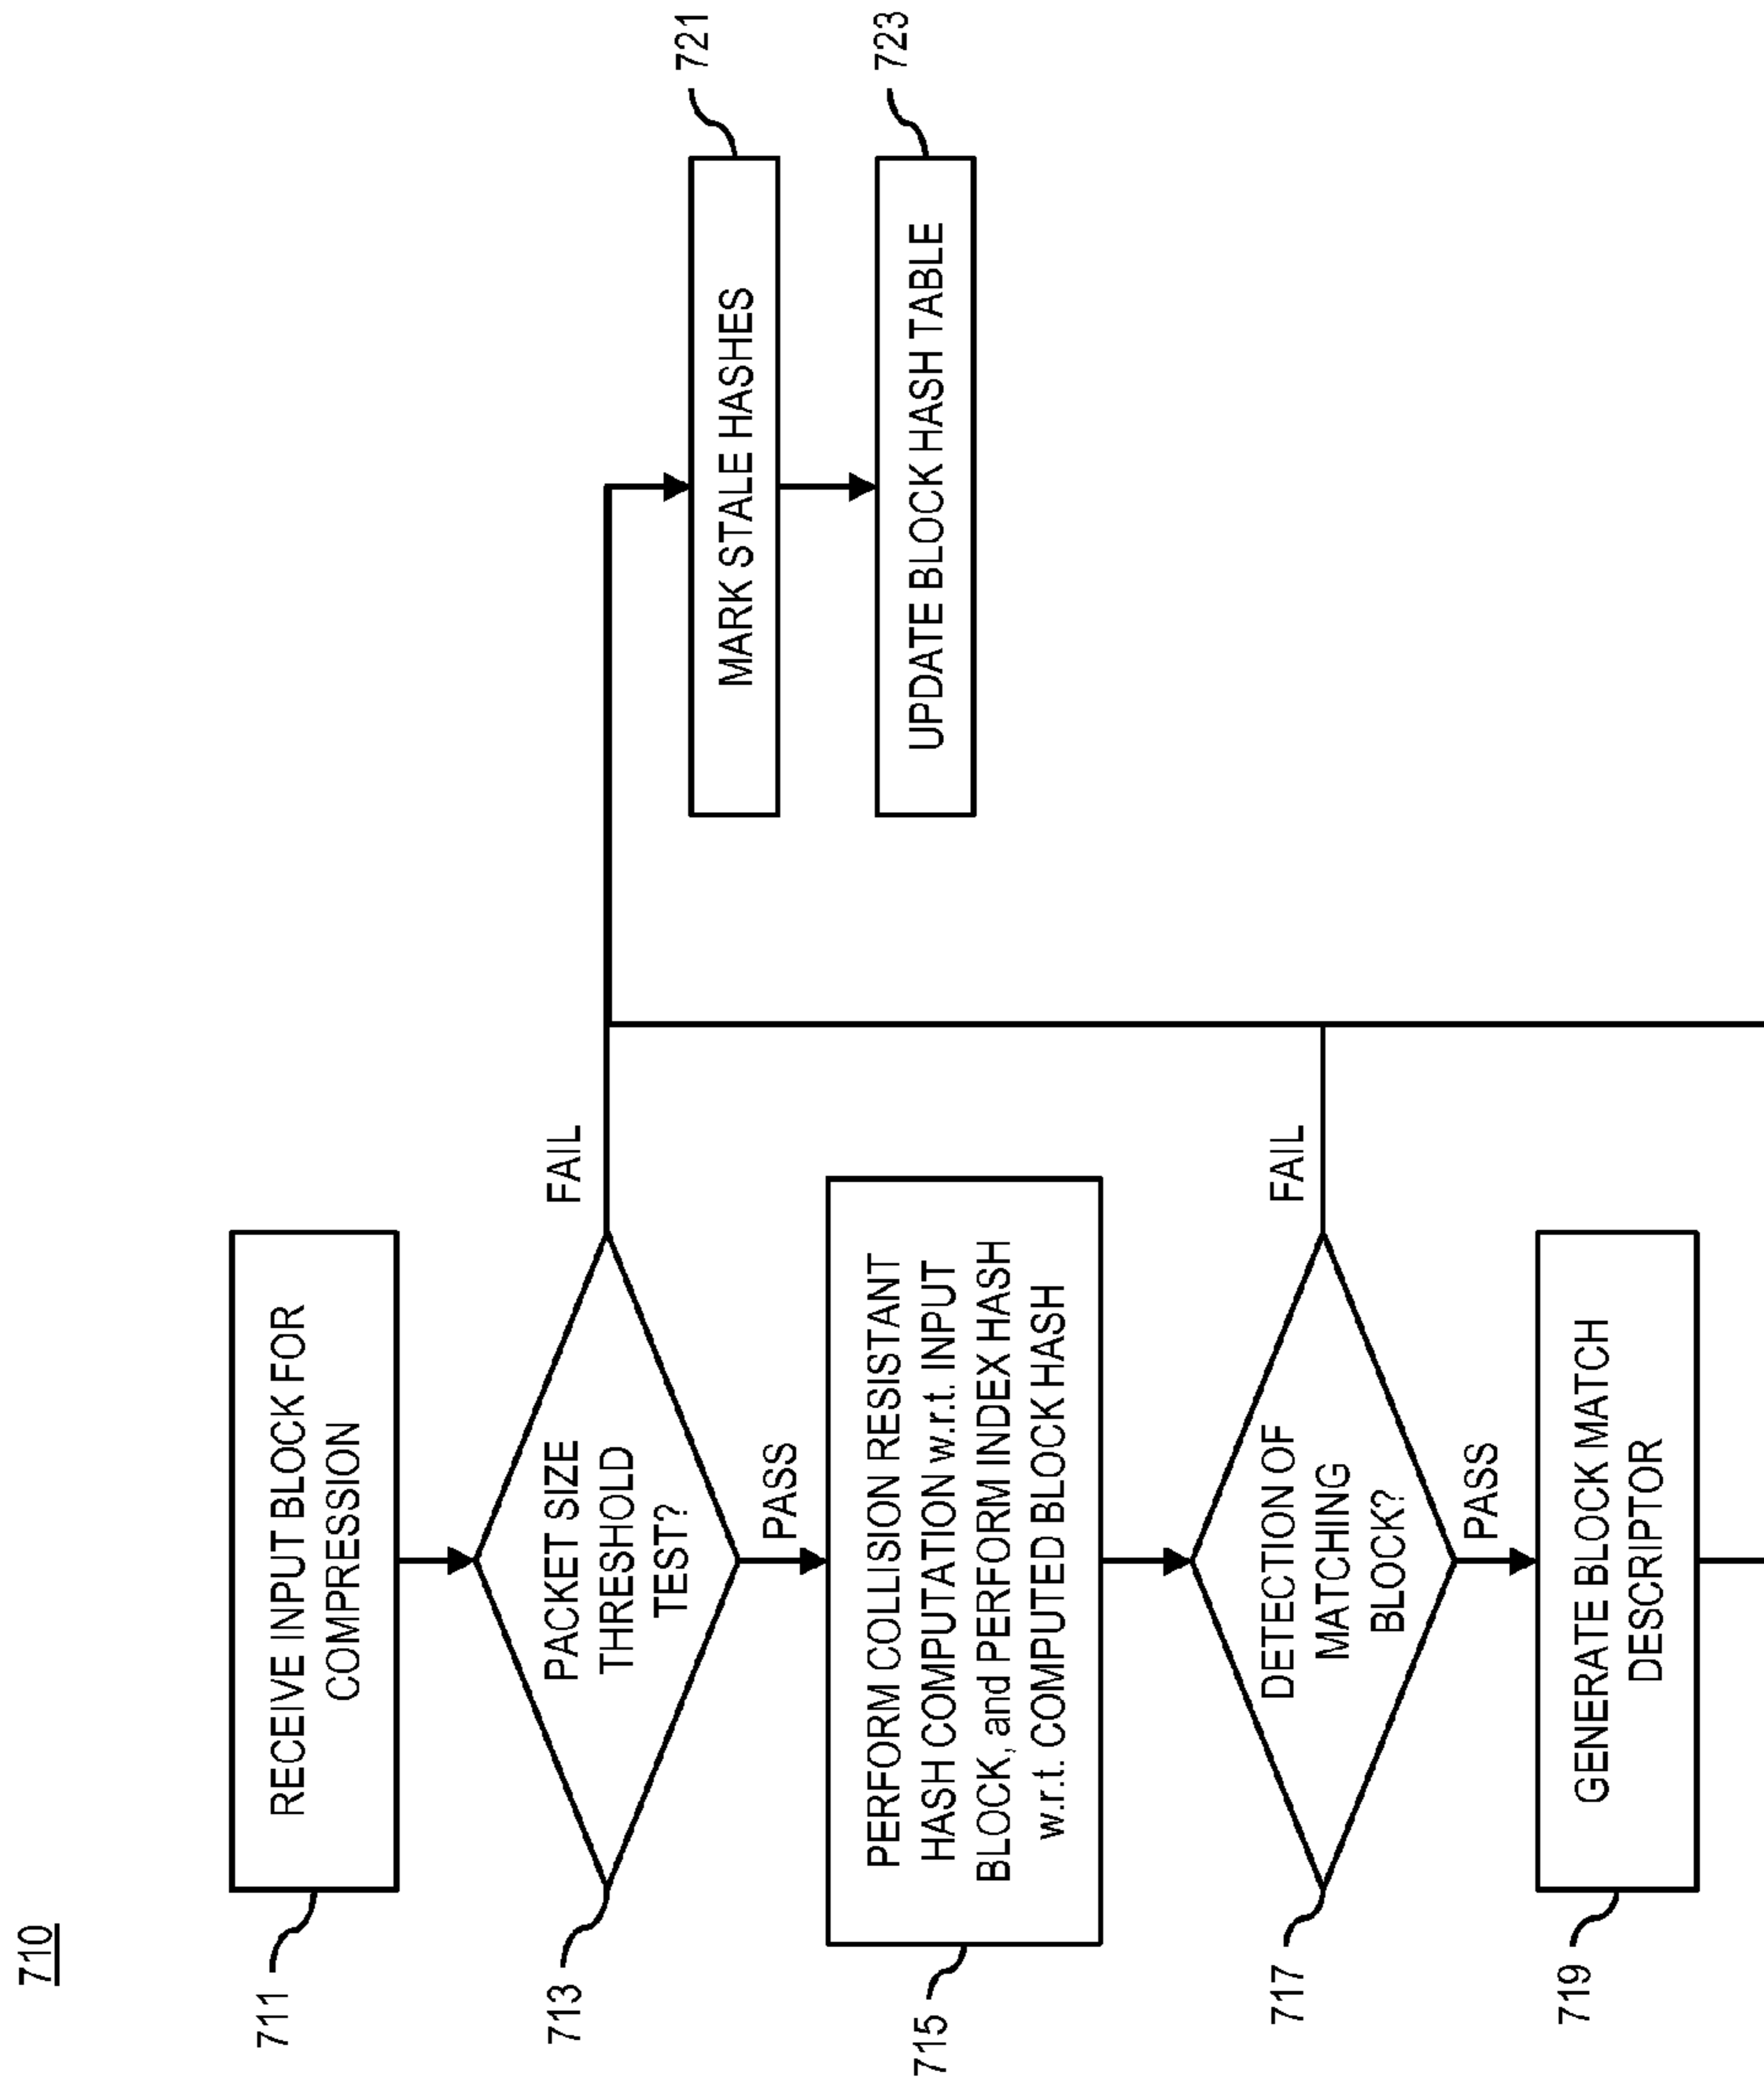 710
711
RECEIVE INPUT BLOCK FOR
COMPRESSION
713
PACKET SIZE
THRESHOLD
TEST?
FAIL
PASS
715
PERFORM COLLISION RESISTANT
HASH COMPUTATION w.r.t. INPUT
BLOCK, and PERFORM INDEX HASH
w.r.t. COMPUTED BLOCK HASH
717
DETECTION OF
MATCHING
BLOCK?
FAIL
PASS
719
GENERATE BLOCK MATCH
DESCRIPTOR
721
MARK STALE HASHES
723
UPDATE BLOCK HASH TABLE